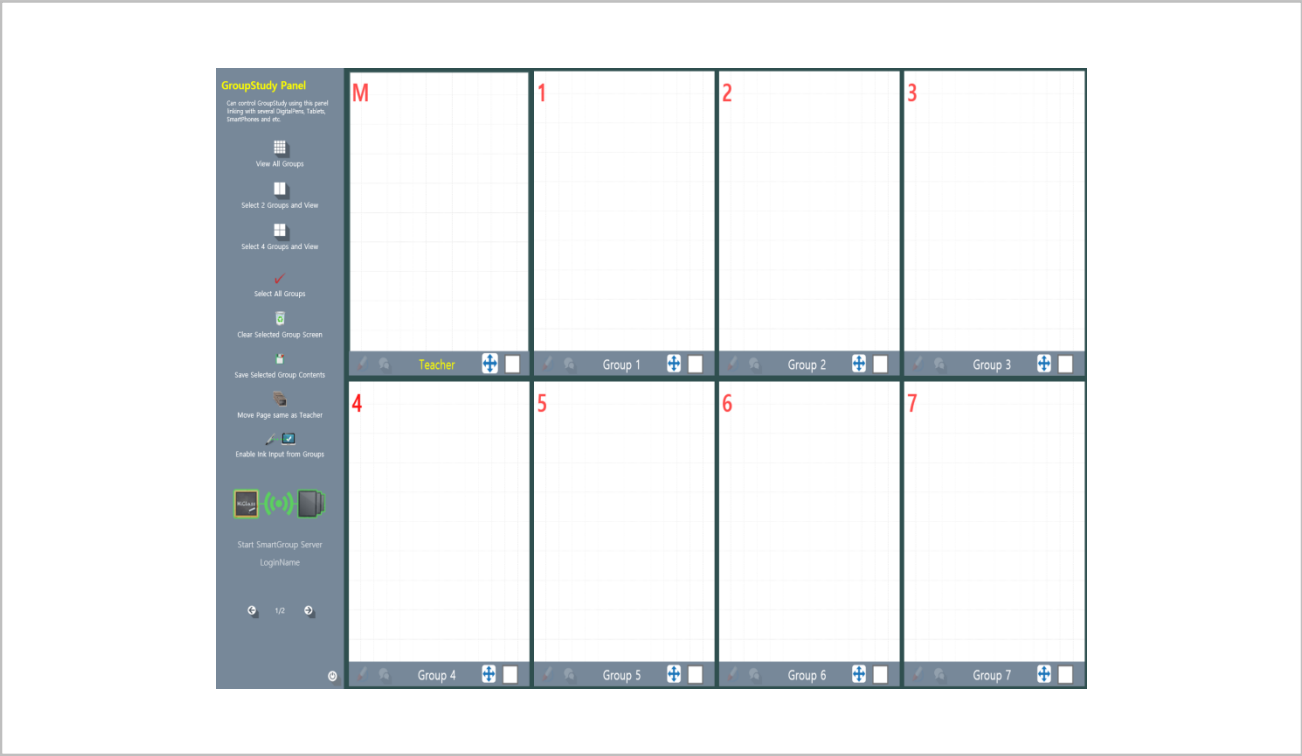 GroupStudy Panel
Can control GroupStudy using this panel
linking with several DigitalPens, Tablets,
SmartPhones and etc.
View All Groups
Select 2 Groups and View
Select 4 Groups and View
Select All Groups
Clear Selected Group Screen
Save Selected Group Contents
Move Page same as Teacher
Enable Ink Input from Groups
Start SmartGroup Server
LoginName
1/2
M
1
2
3
Teacher
Group 1
Group 2
Group 3
4
5
6
7
Group 4
Group 5
Group 6
Group 7